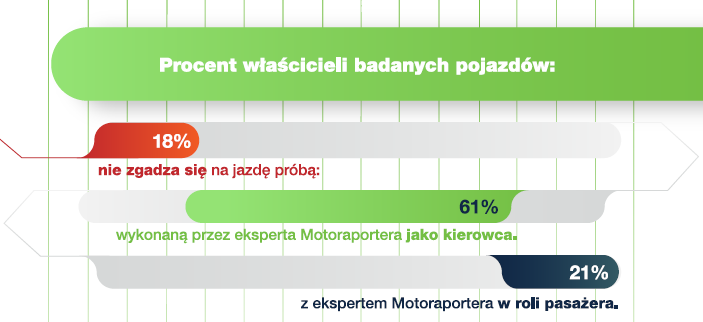 Procent właścicieli badanych pojazdów:
18%
nie zgadza się na jazdę próbą:
61%
wykonaną przez eksperta Motoraportera jako kierowca.
21%
z ekspertem Motoraportera w roli pasażera.